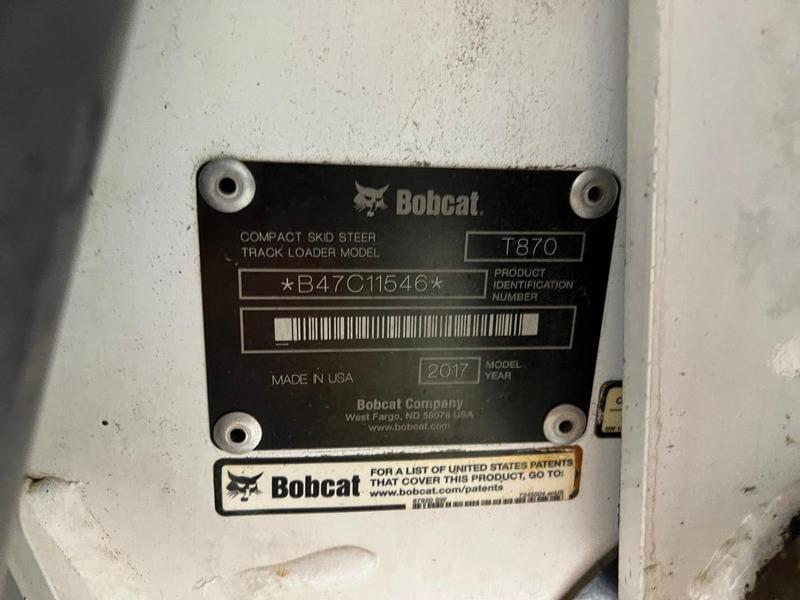 Bobcat.
COMPACT SKID STEER
TRACK LOADER MODEL
T870
*B47C11546*
PRODUCT
IDENTIFICATION
NUMBER
MADE IN USA
2017
MODEL
YEAR
Bobcat Company
West Fargo, ND 58078 USA
www.bobcat.com
Bobcat
FOR A LIST OF UNITED STATES PATENTS
THAT COVER THIS PRODUCT, GO TO:
www.bobcat.com/patents